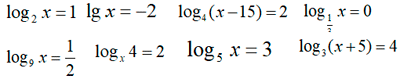 log₂ x = 1 lg x = −2 log₄(x−15) = 2 log_{1/2} x = 0
log₉ x = 1/2 logₓ 4 = 2 log₅ x = 3 log₃(x+5) = 4